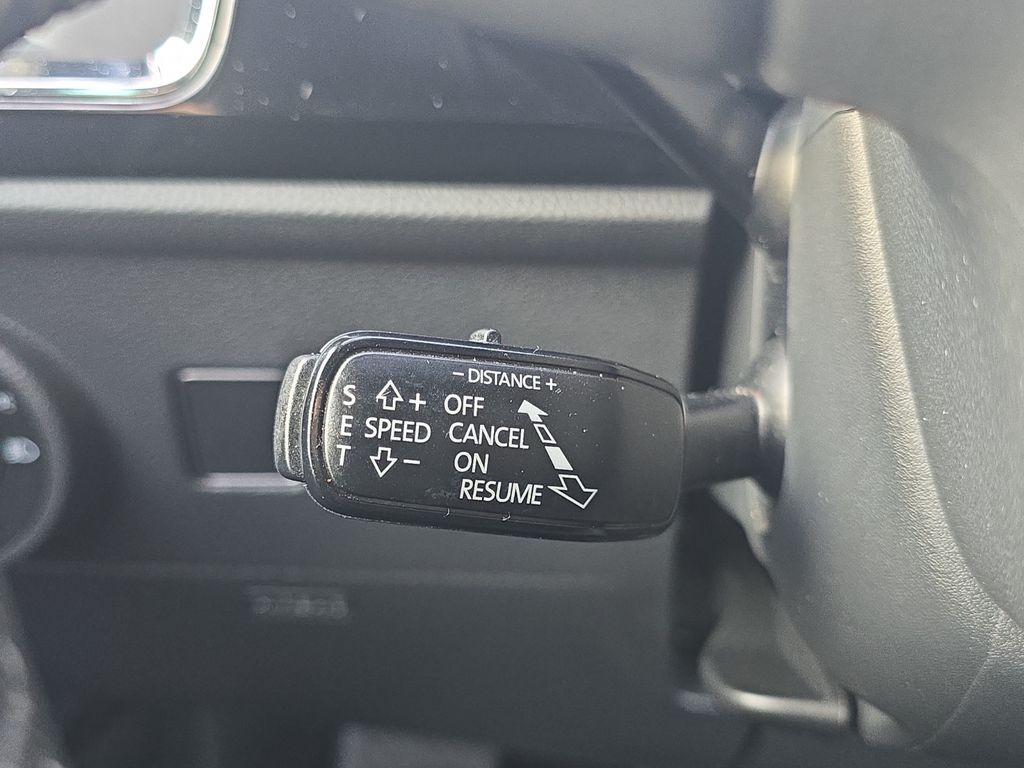 − DISTANCE +
S + OFF
E SPEED CANCEL
T − ON
RESUME